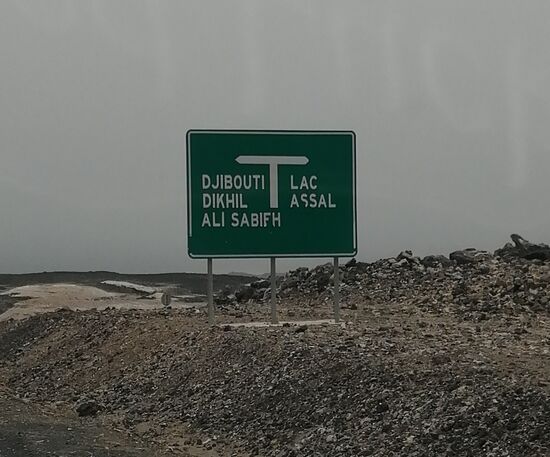 DJIBOUTI
DIKHIL
ALI SABIFH
LAC
ASSAL